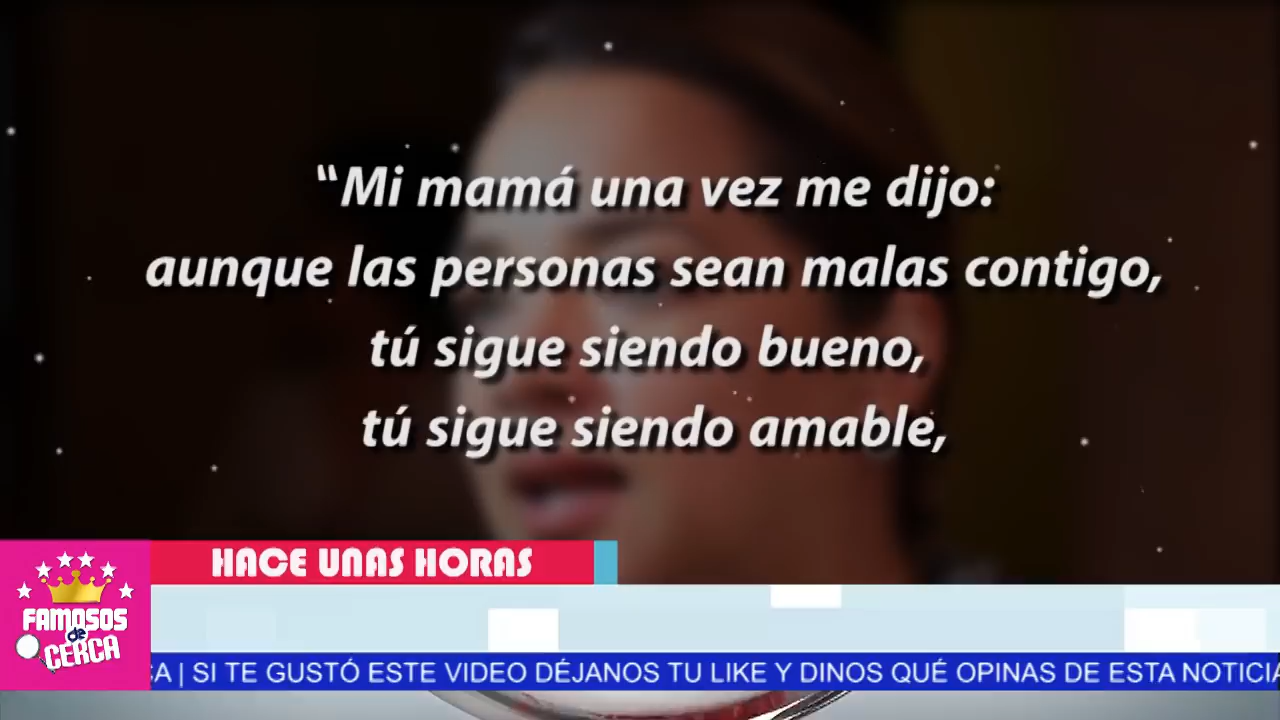 “Mi mamá una vez me dijo:
aunque las personas sean malas contigo,
tú sigue siendo bueno,
tú sigue siendo amable,
HACE UNAS HORAS
FAMOSOS
de
CERCA
CA | SI TE GUSTÓ ESTE VIDEO DÉJANOS TU LIKE Y DINOS QUÉ OPINAS DE ESTA NOTICIA